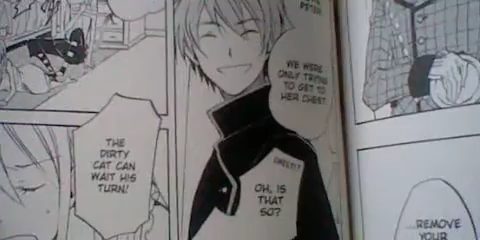 WE WERE
ONLY TRYING
TO GET TO
HER CHEST.
OH, IS
THAT
SO?
THE
DIRTY
CAT CAN
WAIT HIS
TURN!
...REMOVE
YOUR